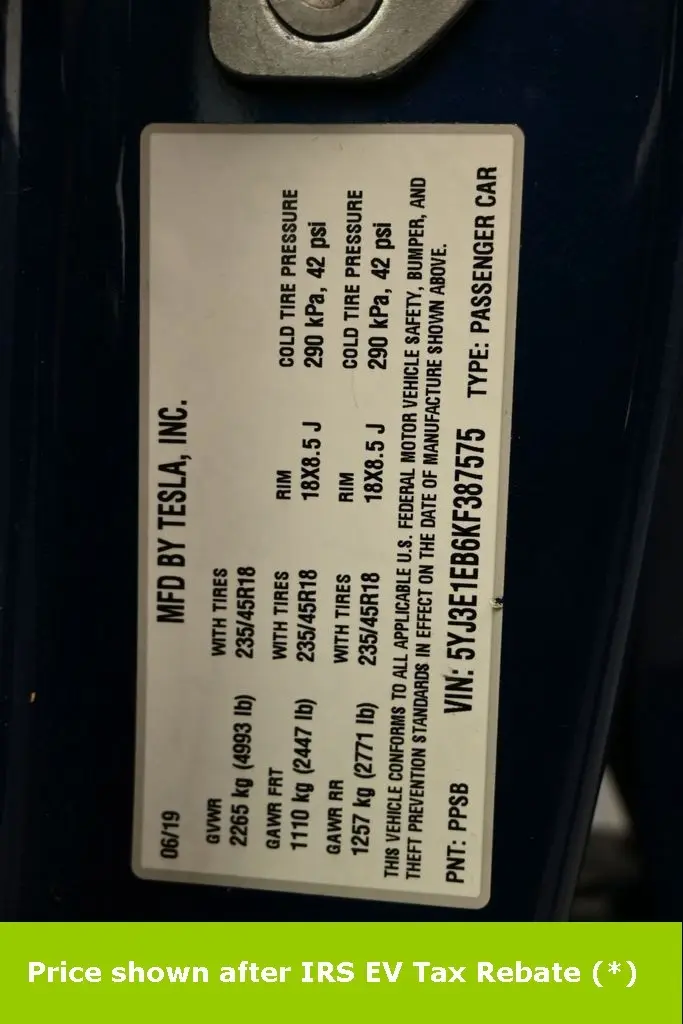 06/19 MFD BY TESLA, INC.
GVWR WITH TIRES
2265 kg (4993 lb) 235/45R18
GAWR FRT WITH TIRES RIM COLD TIRE PRESSURE
1110 kg (2447 lb) 235/45R18 18X8.5 J 290 kPa, 42 psi
GAWR RR WITH TIRES RIM COLD TIRE PRESSURE
1257 kg (2771 lb) 235/45R18 18X8.5 J 290 kPa, 42 psi
THIS VEHICLE CONFORMS TO ALL APPLICABLE U.S. FEDERAL MOTOR VEHICLE SAFETY, BUMPER, AND
THEFT PREVENTION STANDARDS IN EFFECT ON THE DATE OF MANUFACTURE SHOWN ABOVE.
PNT: PPSB VIN: 5YJ3E1EB6KF387575 TYPE: PASSENGER CAR
Price shown after IRS EV Tax Rebate (*)